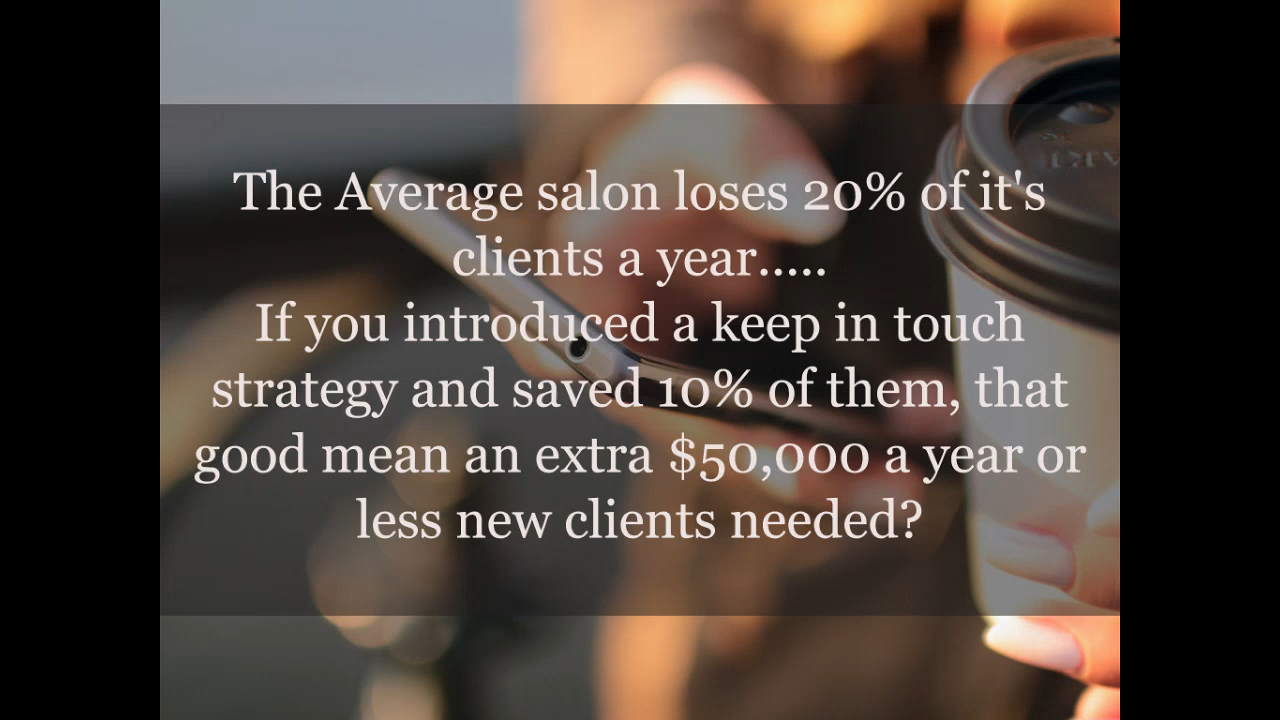 The Average salon loses 20% of it's
clients a year.....
If you introduced a keep in touch
strategy and saved 10% of them, that
good mean an extra $50,000 a year or
less new clients needed?